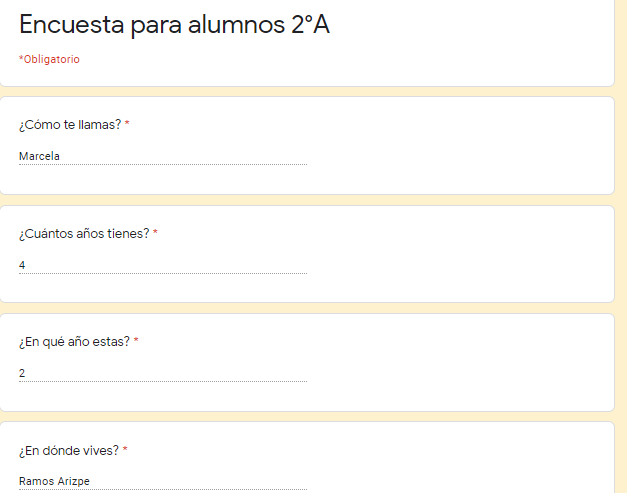 Encuesta para alumnos 2°A
*Obligatorio
¿Cómo te llamas? *
Marcela
¿Cuántos años tienes? *
4
¿En qué año estas? *
2
¿En dónde vives? *
Ramos Arizpe